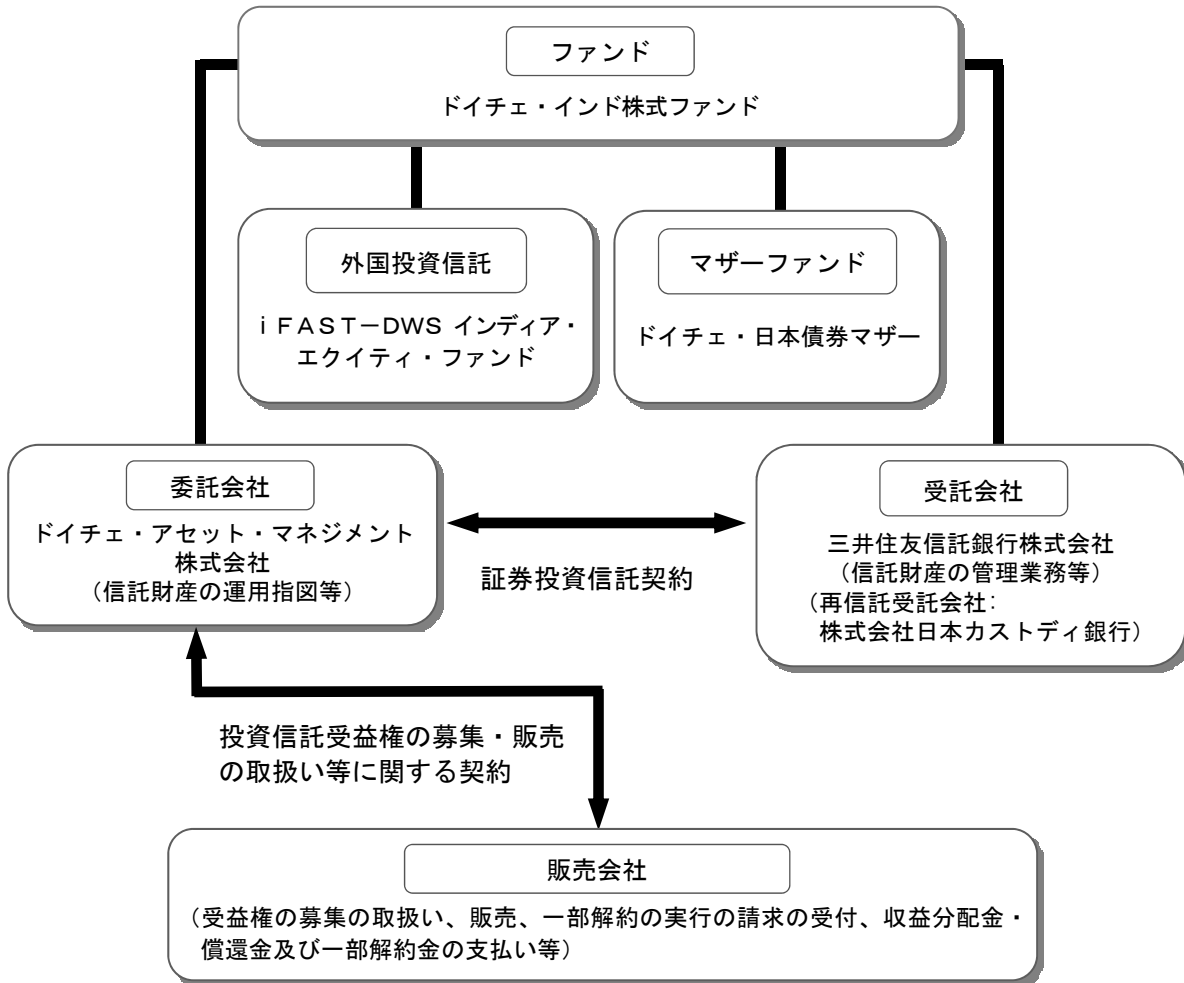 ファンド
ドイチェ・インド株式ファンド
外国投資信託
ｉＦＡＳＴ－DWS インディア・
エクイティ・ファンド
マザーファンド
ドイチェ・日本債券マザー
委託会社
ドイチェ・アセット・マネジメント
株式会社
（信託財産の運用指図等）
証券投資信託契約
受託会社
三井住友信託銀行株式会社
（信託財産の管理業務等）
（再信託受託会社：
株式会社日本カストディ銀行）
投資信託受益権の募集・販売
の取扱い等に関する契約
販売会社
（受益権の募集の取扱い、販売、一部解約の実行の請求の受付、収益分配金・
償還金及び一部解約金の支払い等）